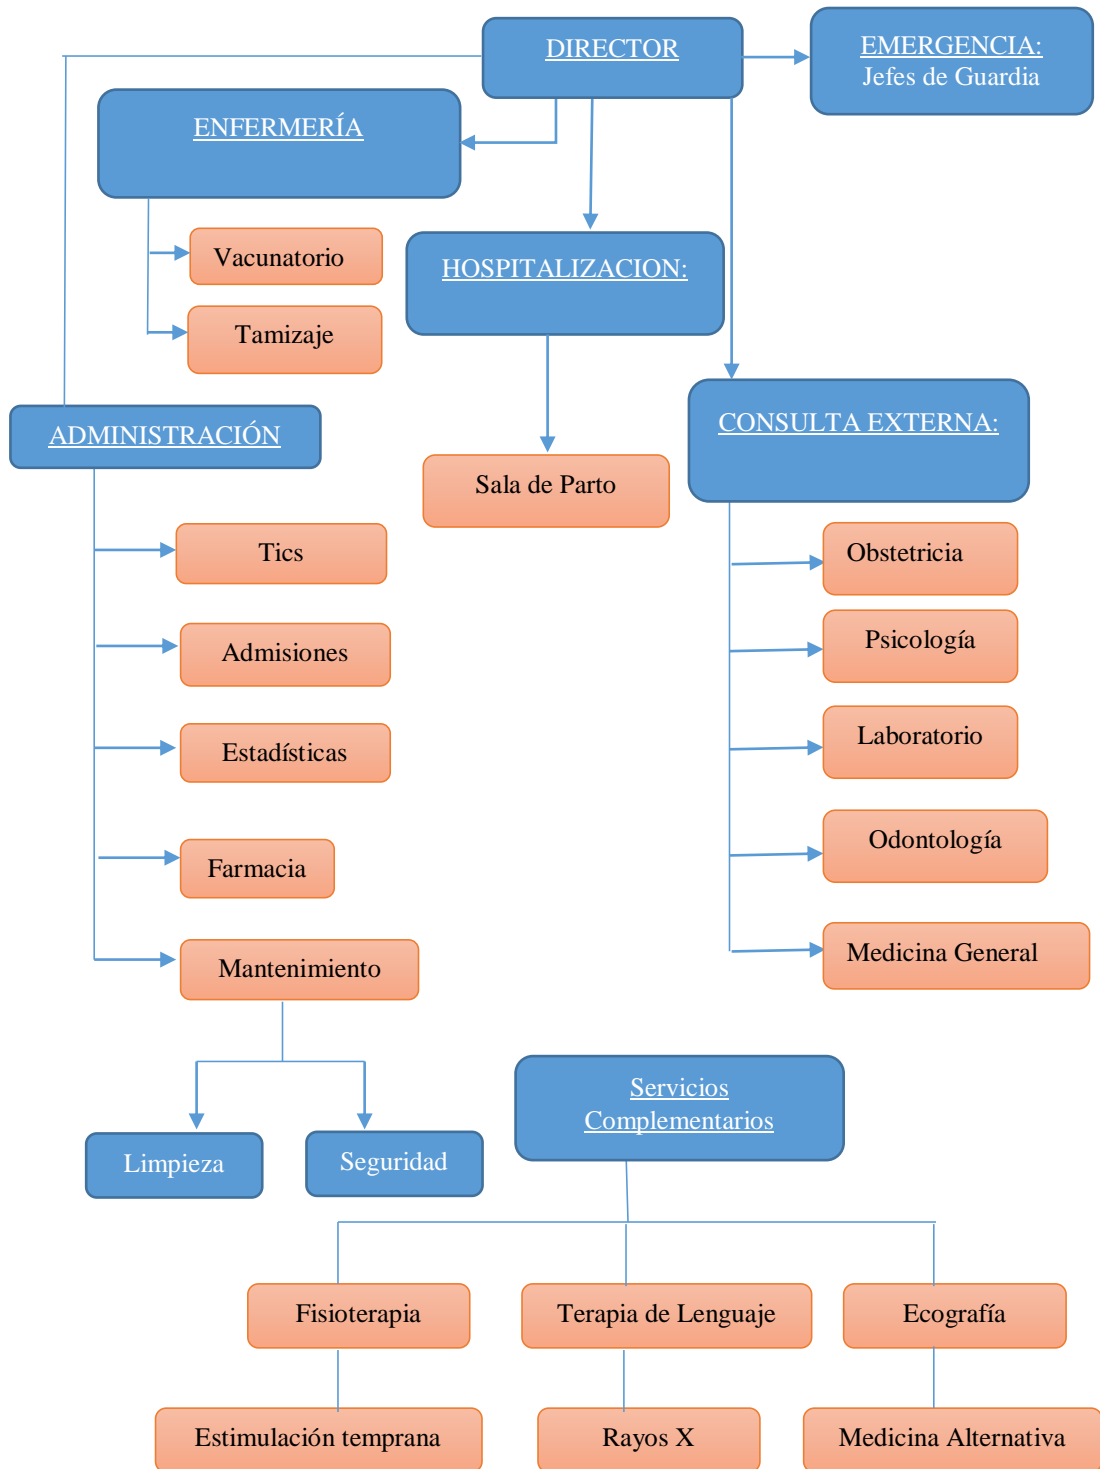 DIRECTOR
EMERGENCIA:
Jefes de Guardia
ENFERMERÍA
Vacunatorio
Tamizaje
HOSPITALIZACION:
Sala de Parto
ADMINISTRACIÓN
Tics
Admisiones
Estadísticas
Farmacia
Mantenimiento
Limpieza
Seguridad
CONSULTA EXTERNA:
Obstetricia
Psicología
Laboratorio
Odontología
Medicina General
Servicios
Complementarios
Fisioterapia
Terapia de Lenguaje
Ecografía
Estimulación temprana
Rayos X
Medicina Alternativa